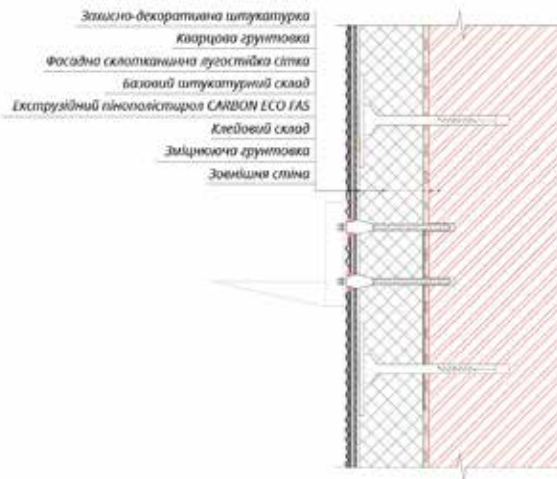 Захисно-декоративна штукатурка
Кварцова ґрунтовка
Фасадна склотканинна лугостійка сітка
Базовий штукатурний склад
Екструзійний пінополістирол CARBON ECO FAS
Клейовий склад
Зміцнююча ґрунтовка
Зовнішня стіна